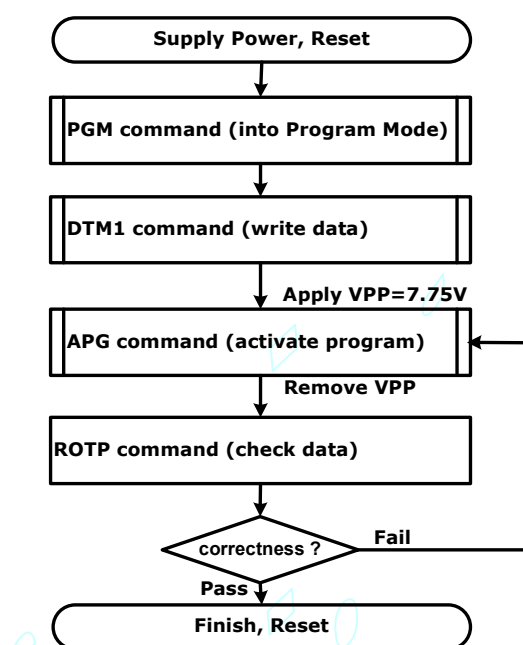 Supply Power, Reset
PGM command (into Program Mode)
DTM1 command (write data)
Apply VPP=7.75V
APG command (activate program)
Remove VPP
ROTP command (check data)
correctness ?
Fail
Pass
Finish, Reset